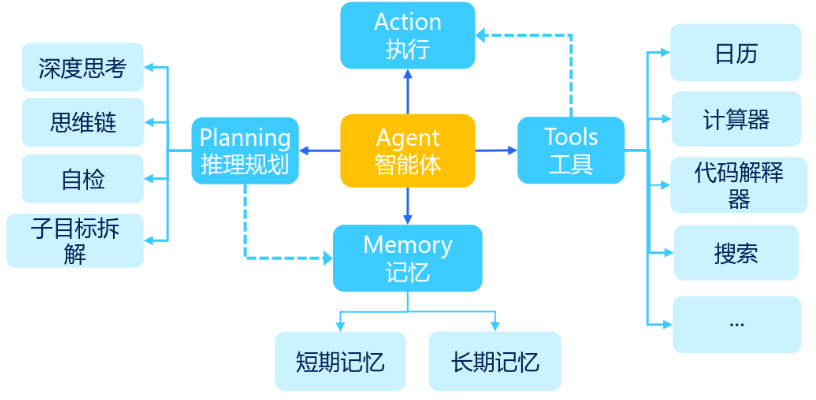 Action
执行
深度思考
思维链
自检
子目标拆
解
Planning
推理规划
Agent
智能体
Tools
工具
日历
计算器
代码解释
器
搜索
...
Memory
记忆
短期记忆
长期记忆